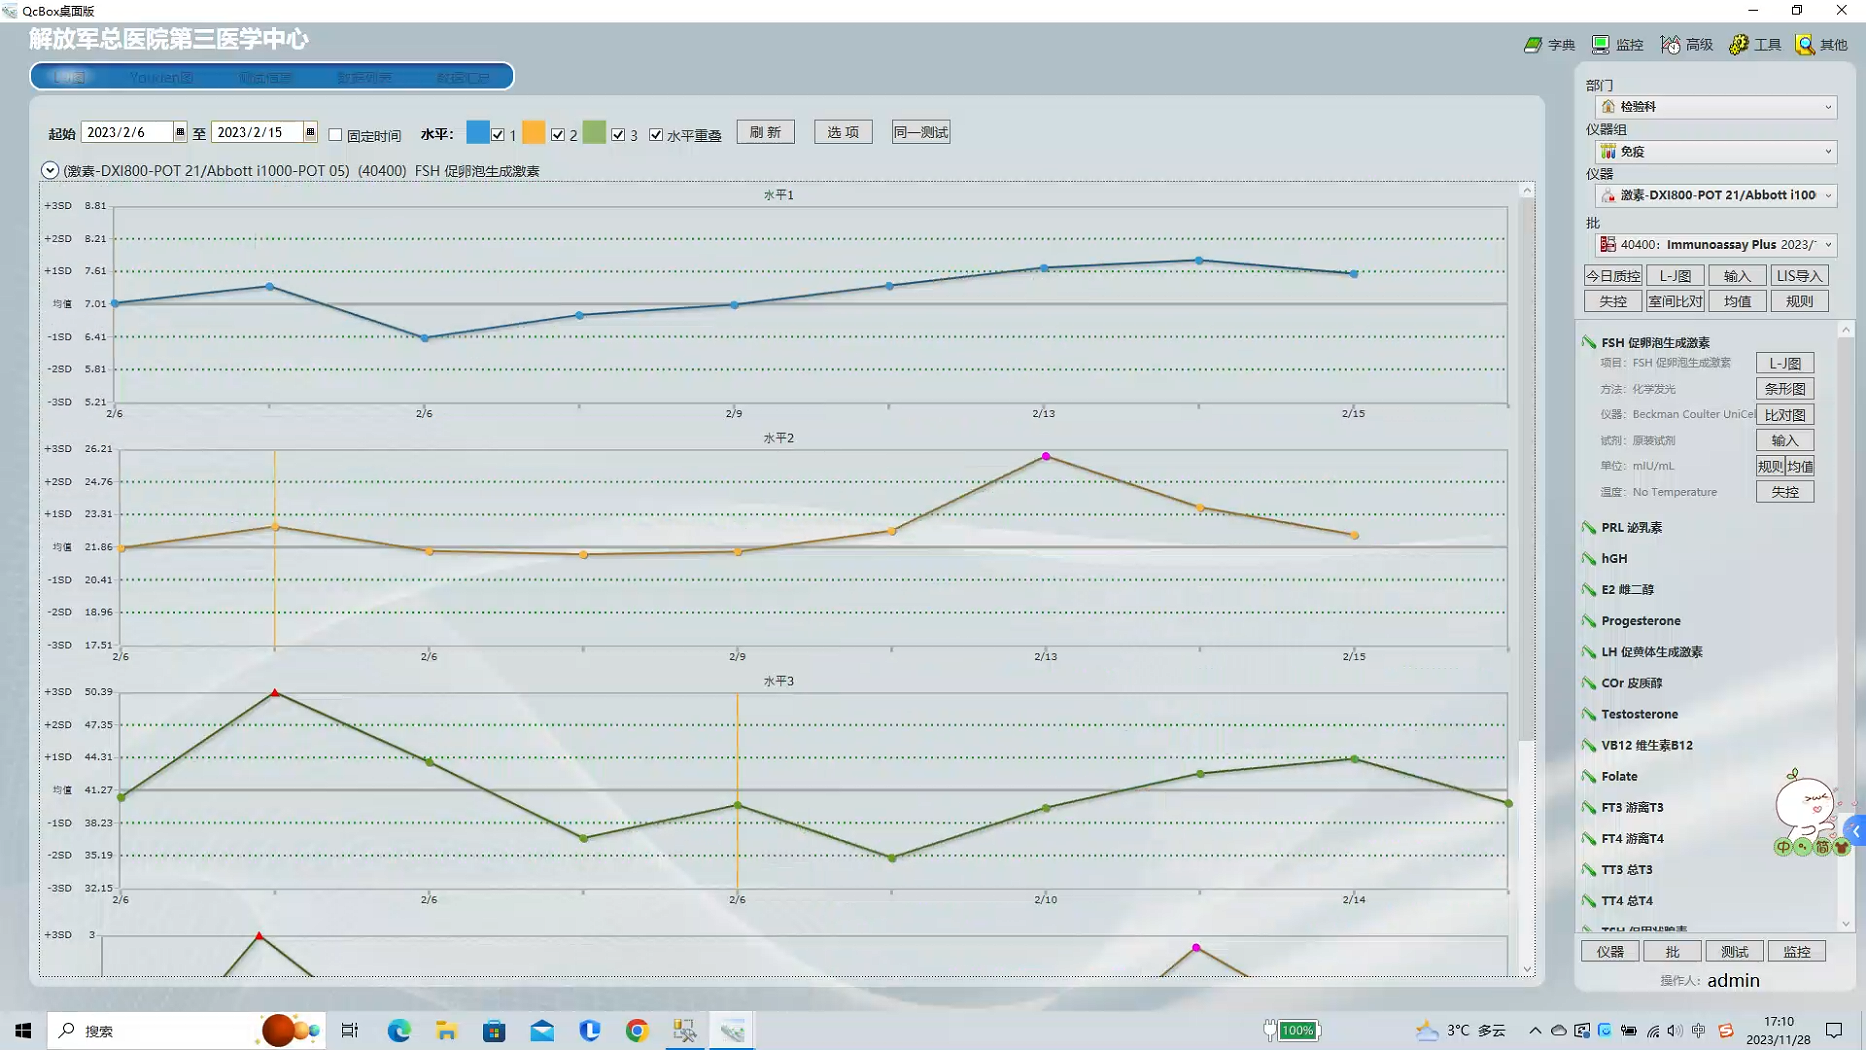 QcBox桌面版
解放军总医院第三医学中心
字典 监控 高级 工具 其他
L-J图 Youden图 测试信息 数据列表 数据汇总
起始 2023/2/6 至 2023/2/15 固定时间 水平： 1 2 3 水平重叠 刷 新 选 项 同一测试
(激素-DXI800-POT 21/Abbott i1000-POT 05) (40400) FSH 促卵泡生成激素
水平1
+3SD 8.81
+2SD 8.21
+1SD 7.61
均值 7.01
-1SD 6.41
-2SD 5.81
-3SD 5.21
2/6 2/6 2/9 2/13 2/15
水平2
+3SD 26.21
+2SD 24.76
+1SD 23.31
均值 21.86
-1SD 20.41
-2SD 18.96
-3SD 17.51
2/6 2/6 2/9 2/13 2/15
水平3
+3SD 50.39
+2SD 47.35
+1SD 44.31
均值 41.27
-1SD 38.23
-2SD 35.19
-3SD 32.15
2/6 2/6 2/6 2/10 2/14
+3SD 3
部门
检验科
仪器组
免疫
仪器
激素-DXI800-POT 21/Abbott i100
批
40400： Immunoassay Plus 2023/
今日质控 L-J图 输入 LIS导入
失控 室间比对 均值 规则
FSH 促卵泡生成激素
项目： FSH 促卵泡生成激素 L-J图
方法： 化学发光 条形图
仪器： Beckman Coulter UniCel 比对图
试剂： 原装试剂 输入
单位： mIU/mL 规则 均值
温度： No Temperature 失控
PRL 泌乳素
hGH
E2 雌二醇
Progesterone
LH 促黄体生成激素
COr 皮质醇
Testosterone
VB12 维生素B12
Folate
FT3 游离T3
FT4 游离T4
TT3 总T3
TT4 总T4
中 简
仪器 批 测试 监控
操作人： admin
搜索
100%
3°C 多云
中
17:10
2023/11/28